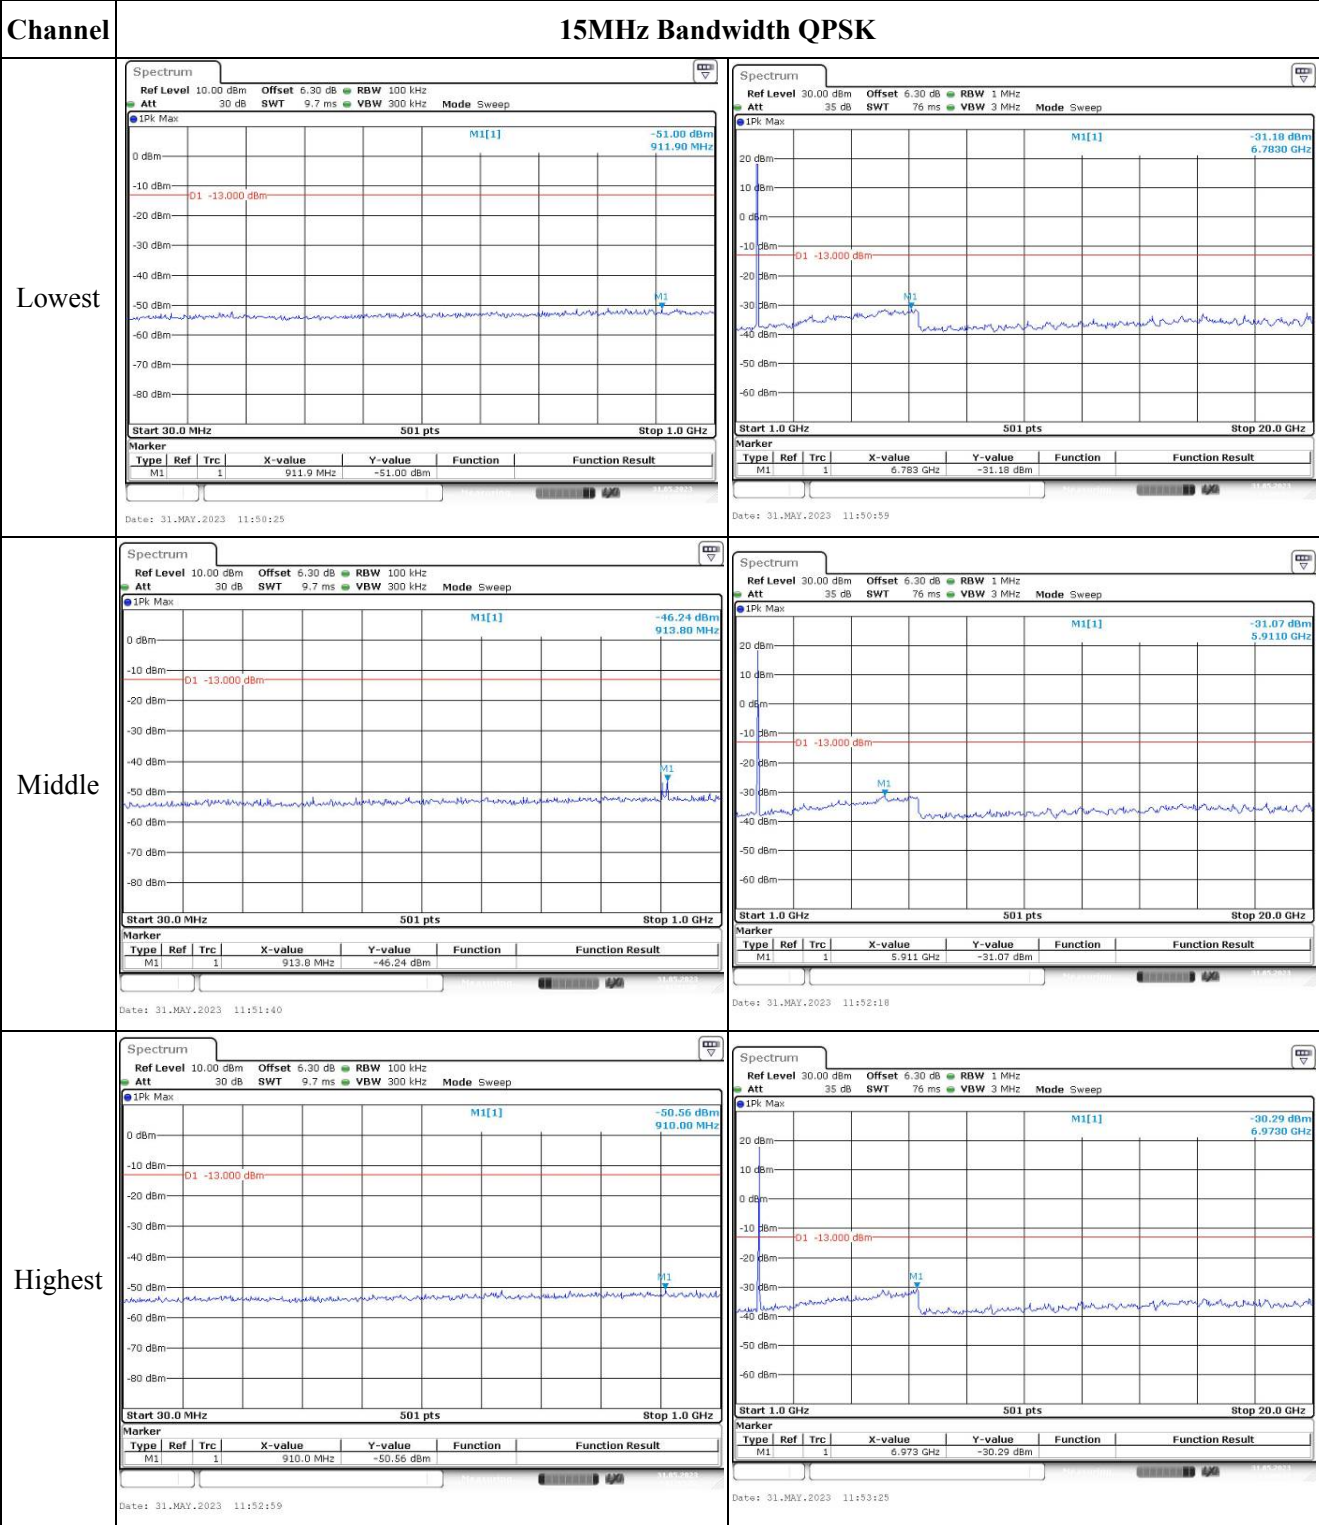 Channel 15MHz Bandwidth QPSK
Lowest
Spectrum
Ref Level 10.00 dBm Offset 6.30 dB RBW 100 kHz
Att 30 dB SWT 9.7 ms VBW 300 kHz Mode Sweep
1Pk Max
M1[1] -51.00 dBm
911.90 MHz
0 dBm
-10 dBm
D1 -13.000 dBm
-20 dBm
-30 dBm
-40 dBm
-50 dBm
M1
-60 dBm
-70 dBm
-80 dBm
Start 30.0 MHz 501 pts Stop 1.0 GHz
Marker
Type Ref Trc X-value Y-value Function Function Result
M1 1 911.9 MHz -51.00 dBm
Date: 31.MAY.2023 11:50:25
Spectrum
Ref Level 30.00 dBm Offset 6.30 dB RBW 1 MHz
Att 35 dB SWT 76 ms VBW 3 MHz Mode Sweep
1Pk Max
M1[1] -31.18 dBm
6.7830 GHz
20 dBm
10 dBm
0 dBm
-10 dBm
D1 -13.000 dBm
-20 dBm
M1
-30 dBm
-40 dBm
-50 dBm
-60 dBm
Start 1.0 GHz 501 pts Stop 20.0 GHz
Marker
Type Ref Trc X-value Y-value Function Function Result
M1 1 6.783 GHz -31.18 dBm
Date: 31.MAY.2023 11:50:59
Middle
Spectrum
Ref Level 10.00 dBm Offset 6.30 dB RBW 100 kHz
Att 30 dB SWT 9.7 ms VBW 300 kHz Mode Sweep
1Pk Max
M1[1] -46.24 dBm
913.80 MHz
0 dBm
-10 dBm
D1 -13.000 dBm
-20 dBm
-30 dBm
-40 dBm
M1
-50 dBm
-60 dBm
-70 dBm
-80 dBm
Start 30.0 MHz 501 pts Stop 1.0 GHz
Marker
Type Ref Trc X-value Y-value Function Function Result
M1 1 913.8 MHz -46.24 dBm
Date: 31.MAY.2023 11:51:40
Spectrum
Ref Level 30.00 dBm Offset 6.30 dB RBW 1 MHz
Att 35 dB SWT 76 ms VBW 3 MHz Mode Sweep
1Pk Max
M1[1] -31.07 dBm
5.9110 GHz
20 dBm
10 dBm
0 dBm
-10 dBm
D1 -13.000 dBm
-20 dBm
M1
-30 dBm
-40 dBm
-50 dBm
-60 dBm
Start 1.0 GHz 501 pts Stop 20.0 GHz
Marker
Type Ref Trc X-value Y-value Function Function Result
M1 1 5.911 GHz -31.07 dBm
Date: 31.MAY.2023 11:52:18
Highest
Spectrum
Ref Level 10.00 dBm Offset 6.30 dB RBW 100 kHz
Att 30 dB SWT 9.7 ms VBW 300 kHz Mode Sweep
1Pk Max
M1[1] -50.56 dBm
910.00 MHz
0 dBm
-10 dBm
D1 -13.000 dBm
-20 dBm
-30 dBm
-40 dBm
M1
-50 dBm
-60 dBm
-70 dBm
-80 dBm
Start 30.0 MHz 501 pts Stop 1.0 GHz
Marker
Type Ref Trc X-value Y-value Function Function Result
M1 1 910.0 MHz -50.56 dBm
Date: 31.MAY.2023 11:52:59
Spectrum
Ref Level 30.00 dBm Offset 6.30 dB RBW 1 MHz
Att 35 dB SWT 76 ms VBW 3 MHz Mode Sweep
1Pk Max
M1[1] -30.29 dBm
6.9730 GHz
20 dBm
10 dBm
0 dBm
-10 dBm
D1 -13.000 dBm
-20 dBm
M1
-30 dBm
-40 dBm
-50 dBm
-60 dBm
Start 1.0 GHz 501 pts Stop 20.0 GHz
Marker
Type Ref Trc X-value Y-value Function Function Result
M1 1 6.973 GHz -30.29 dBm
Date: 31.MAY.2023 11:53:25